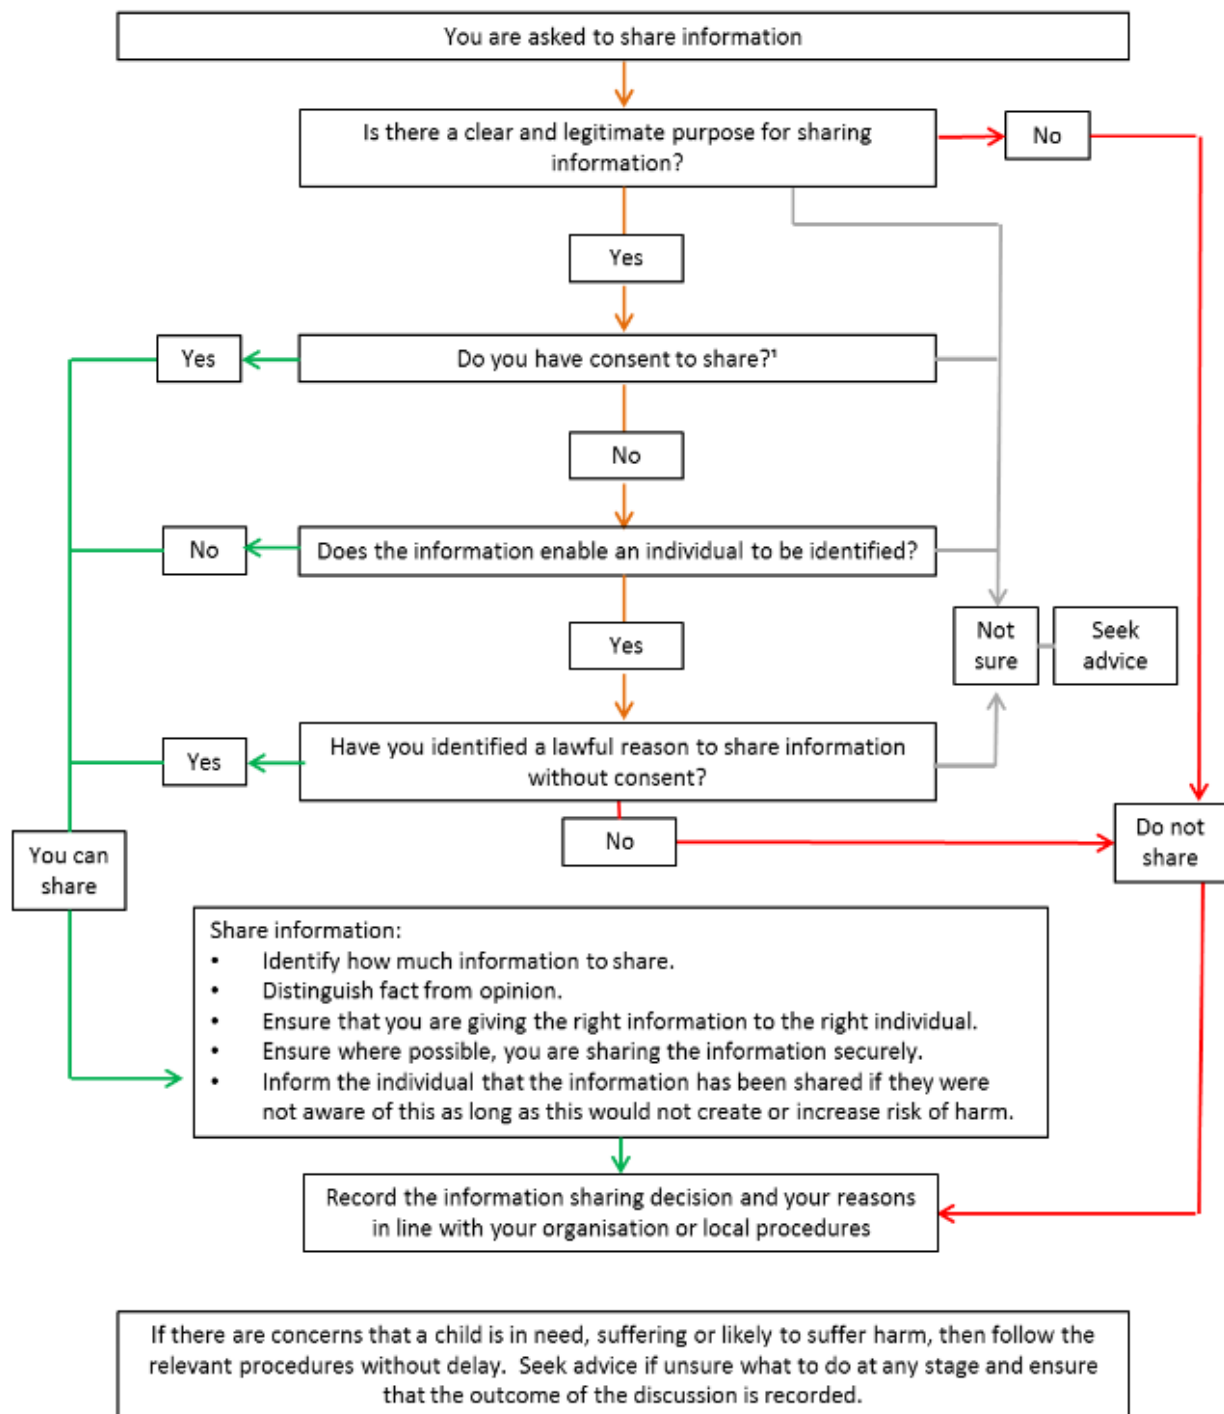 You are asked to share information
Is there a clear and legitimate purpose for sharing
information?
No
Yes
Yes
Do you have consent to share?¹
No
No
Does the information enable an individual to be identified?
Yes
Not
sure
Seek
advice
Yes
Have you identified a lawful reason to share information
without consent?
No
Do not
share
You can
share
Share information:
• Identify how much information to share.
• Distinguish fact from opinion.
• Ensure that you are giving the right information to the right individual.
• Ensure where possible, you are sharing the information securely.
• Inform the individual that the information has been shared if they were
not aware of this as long as this would not create or increase risk of harm.
Record the information sharing decision and your reasons
in line with your organisation or local procedures
If there are concerns that a child is in need, suffering or likely to suffer harm, then follow the
relevant procedures without delay.  Seek advice if unsure what to do at any stage and ensure
that the outcome of the discussion is recorded.